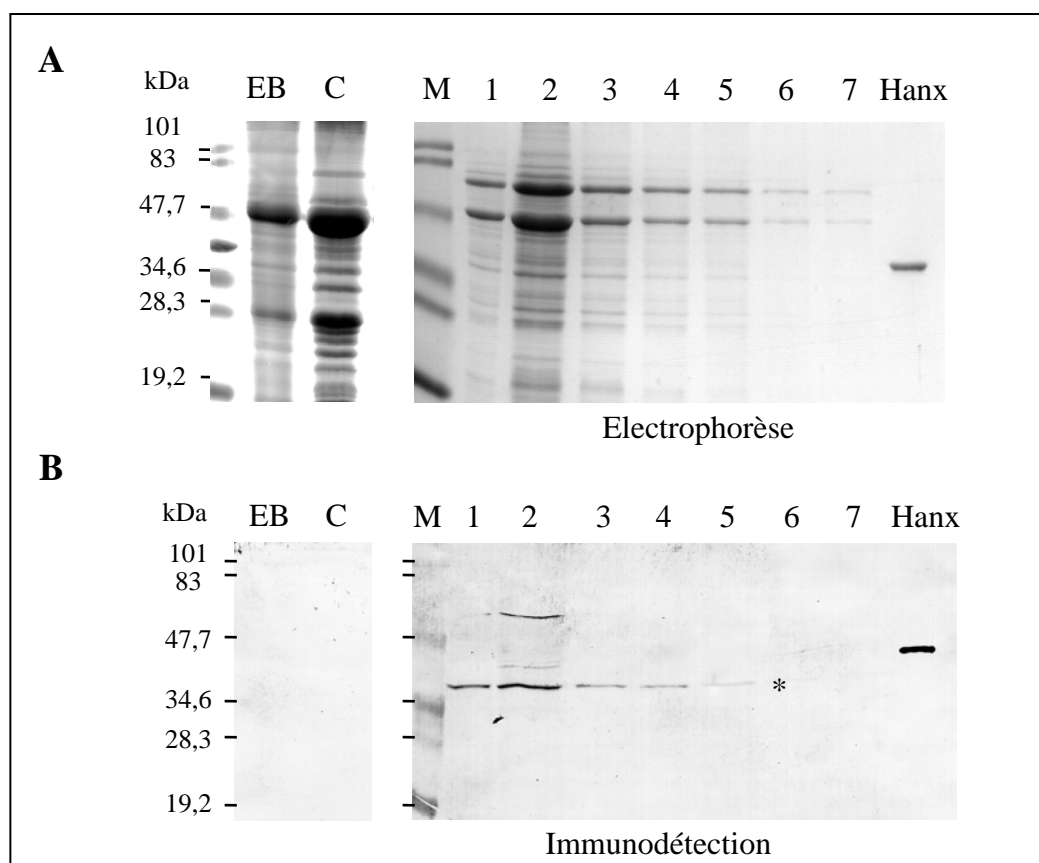 A
kDa EB C M 1 2 3 4 5 6 7 Hanx
101
83
47,7
34,6
28,3
19,2
Electrophorèse
B
kDa EB C M 1 2 3 4 5 6 7 Hanx
101
83
47,7
34,6
28,3
19,2
*
Immunodétection